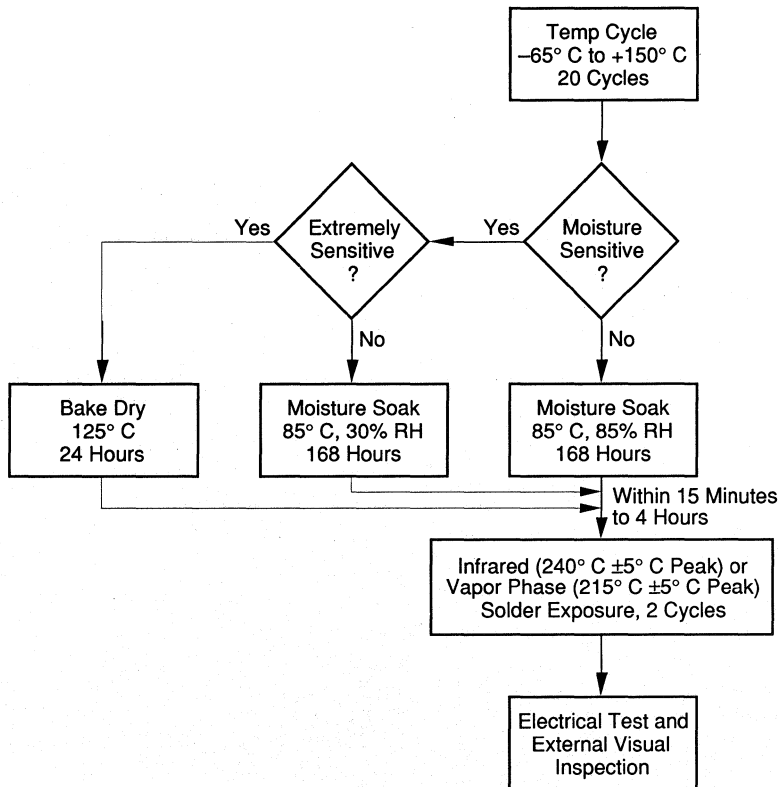 Temp Cycle
–65° C to +150° C
20 Cycles
Yes
Extremely
Sensitive
?
Yes
Moisture
Sensitive
?
No
No
Bake Dry
125° C
24 Hours
Moisture Soak
85° C, 30% RH
168 Hours
Moisture Soak
85° C, 85% RH
168 Hours
Within 15 Minutes
to 4 Hours
Infrared (240° C ±5° C Peak) or
Vapor Phase (215° C ±5° C Peak)
Solder Exposure, 2 Cycles
Electrical Test and
External Visual
Inspection